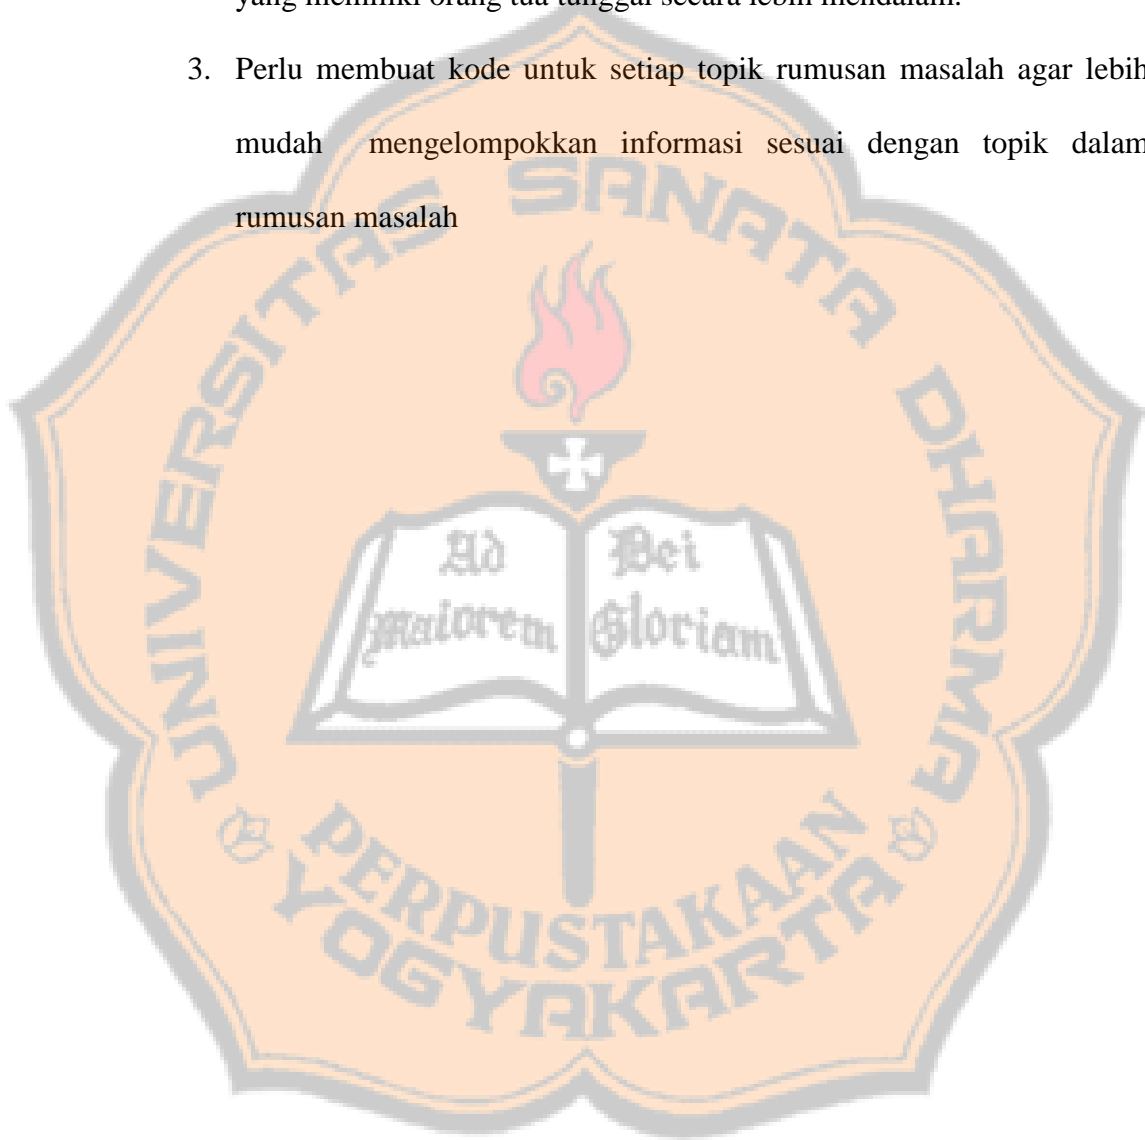 yang memiliki orang tua tunggal secara lebih mendalam.
3. Perlu membuat kode untuk setiap topik rumusan masalah agar lebih
mudah mengelompokkan informasi sesuai dengan topik dalam
rumusan masalah
UNIVERSITAS SANATA DHARMA
Ad Dei
Maiorem Gloriam
PERPUSTAKAAN
YOGYAKARTA